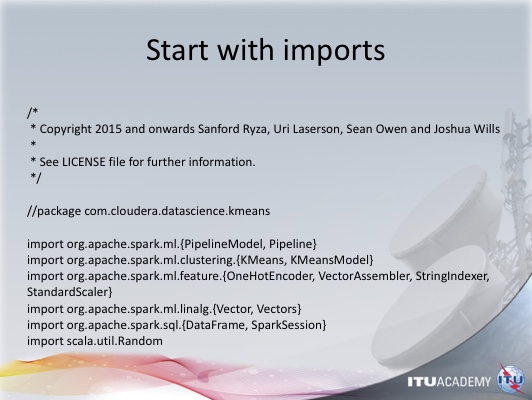 Start with imports
/*
* Copyright 2015 and onwards Sanford Ryza, Uri Laserson, Sean Owen and Joshua Wills
*
* See LICENSE file for further information.
*/
//package com.cloudera.datascience.kmeans
import org.apache.spark.ml.{PipelineModel, Pipeline}
import org.apache.spark.ml.clustering.{KMeans, KMeansModel}
import org.apache.spark.ml.feature.{OneHotEncoder, VectorAssembler, StringIndexer,
StandardScaler}
import org.apache.spark.ml.linalg.{Vector, Vectors}
import org.apache.spark.sql.{DataFrame, SparkSession}
import scala.util.Random
ITUACADEMY ITU